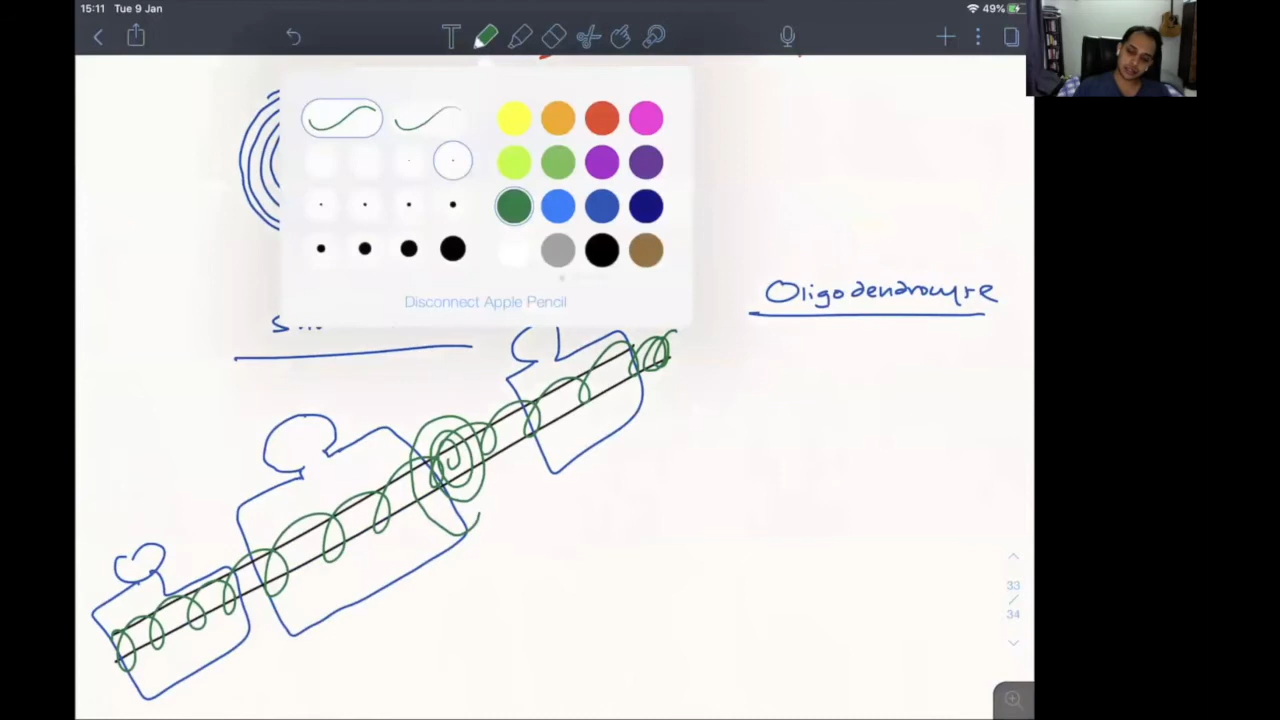 15:11 Tue 9 Jan
49%
T
Disconnect Apple Pencil
Oligodendrocyte
33
34